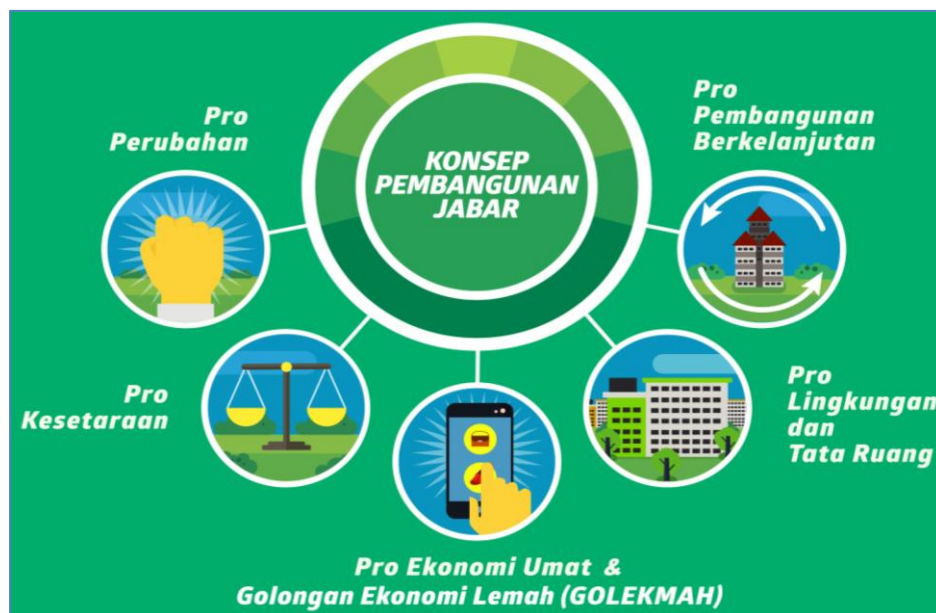 KONSEP
PEMBANGUNAN
JABAR
Pro
Perubahan
Pro
Kesetaraan
Pro Ekonomi Umat &
Golongan Ekonomi Lemah (GOLEKMAH)
Pro
Lingkungan
dan
Tata Ruang
Pro
Pembangunan
Berkelanjutan